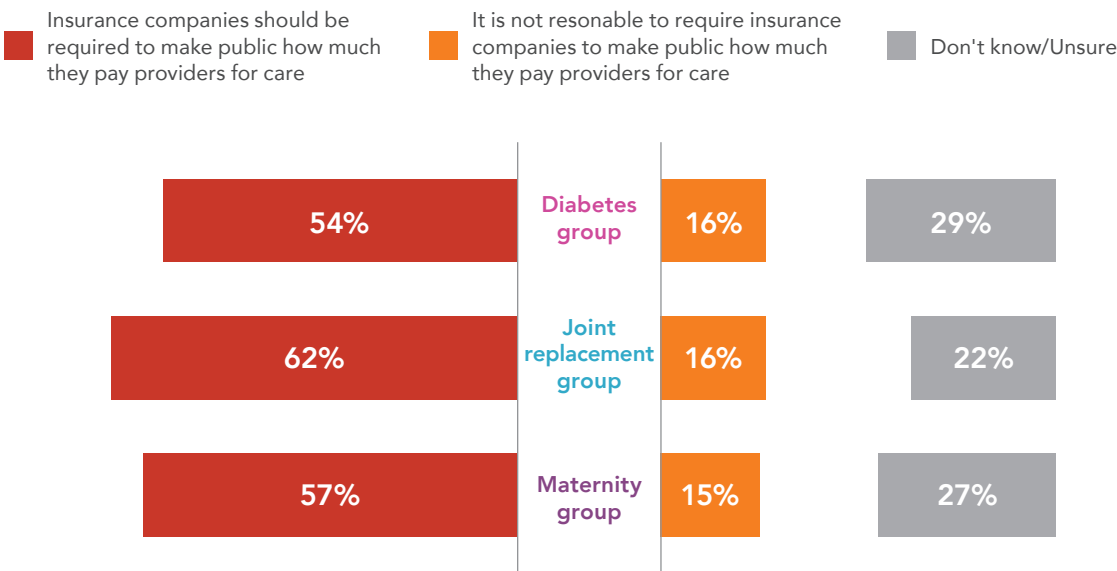 Insurance companies should be
required to make public how much
they pay providers for care
It is not resonable to require insurance
companies to make public how much
they pay providers for care
Don't know/Unsure
54%
Diabetes
group
16%
29%
62%
Joint
replacement
group
16%
22%
57%
Maternity
group
15%
27%